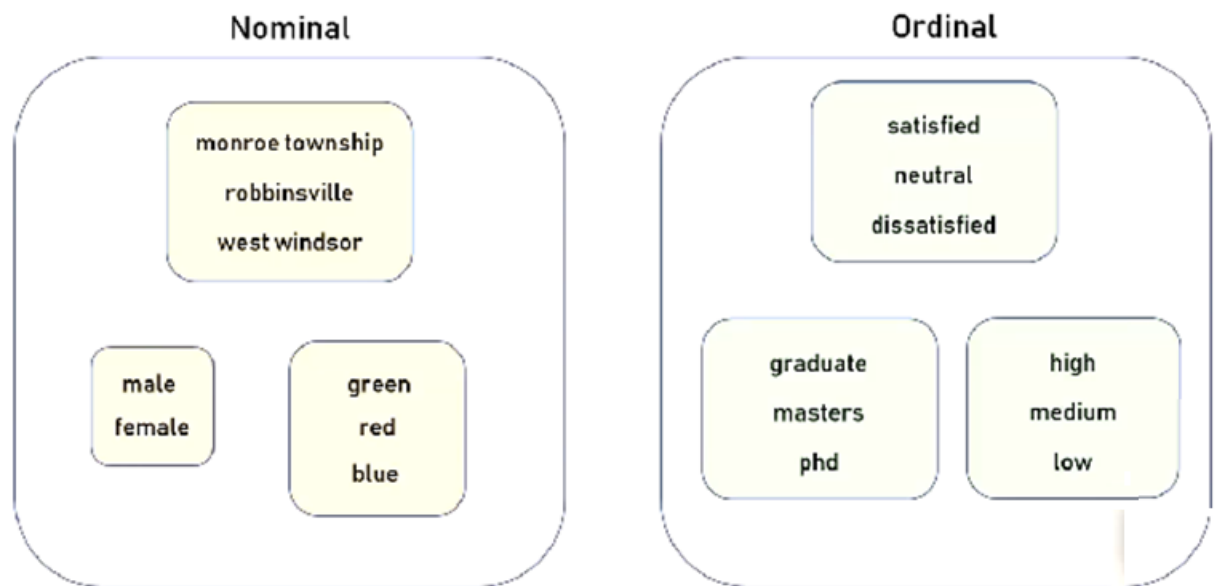 Nominal
monroe township
robbinsville
west windsor
male
female
green
red
blue
Ordinal
satisfied
neutral
dissatisfied
graduate
masters
phd
high
medium
low